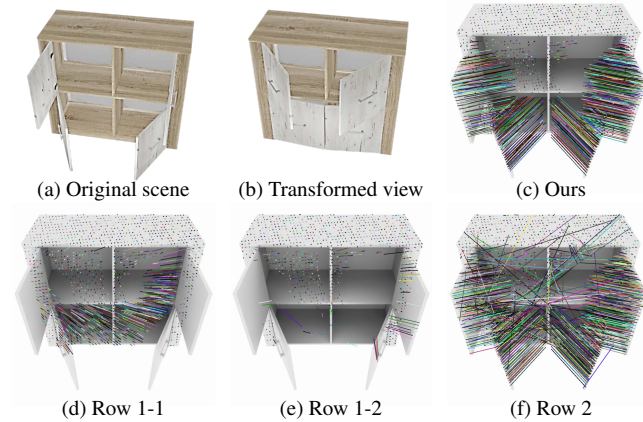 (a) Original scene
(b) Transformed view
(c) Ours
(d) Row 1-1
(e) Row 1-2
(f) Row 2